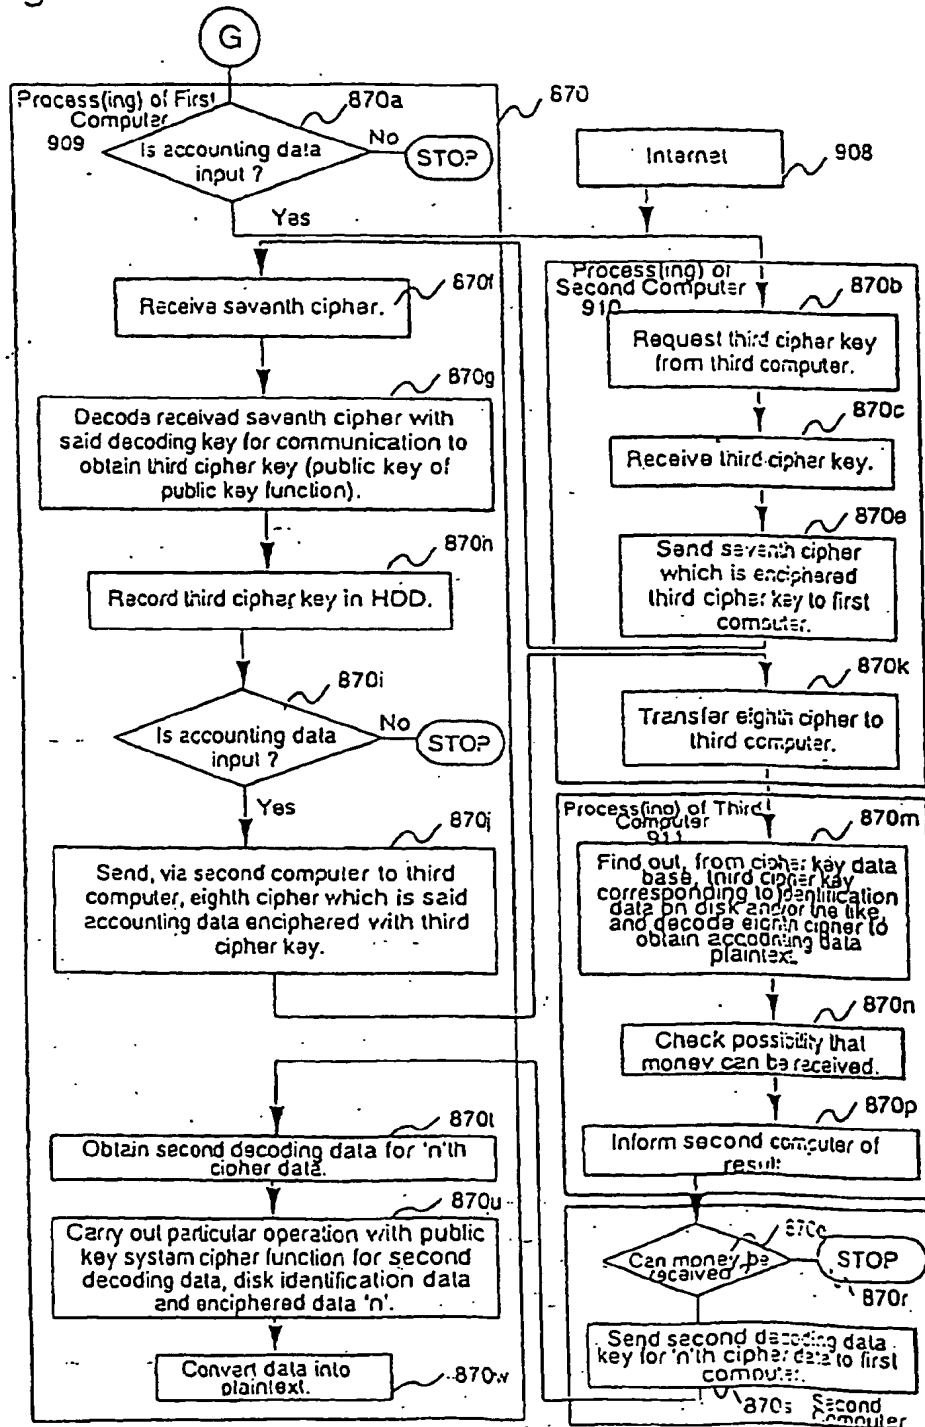 G
Process(ing) of First
Computer
909
870a
870
Is accounting data
input ?
No
STOP
Yes
Internet
908
870f
Receive seventh cipher.
870g
Decode received seventh cipher with
said decoding key for communication to
obtain third cipher key (public key of
public key function).
870h
Record third cipher key in HDD.
870i
Is accounting data
input ?
No
STOP
Yes
870j
Send, via second computer to third
computer, eighth cipher which is said
accounting data enciphered with third
cipher key.
Process(ing) of
Second Computer
910
870b
Request third cipher key
from third computer.
870c
Receive third cipher key.
870e
Send seventh cipher
which is enciphered
third cipher key to first
computer.
870k
Transfer eighth cipher to
third computer.
Process(ing) of Third
Computer
911
870m
Find out, from cipher key data
base, third cipher key
corresponding to identification
data on disk and/or the like
and decode eighth cipher to
obtain accounting data
plaintext.
870n
Check possibility that
money can be received.
870p
Inform second computer of
result.
Can money be
received ?
STOP
870r
Send second decoding data
key for 'n'th cipher data to first
computer.
870s
Second
Computer
870t
Obtain second decoding data for 'n'th
cipher data.
870u
Carry out particular operation with public
key system cipher function for second
decoding data, disk identification data
and enciphered data 'n'.
Convert data into
plaintext.
870w